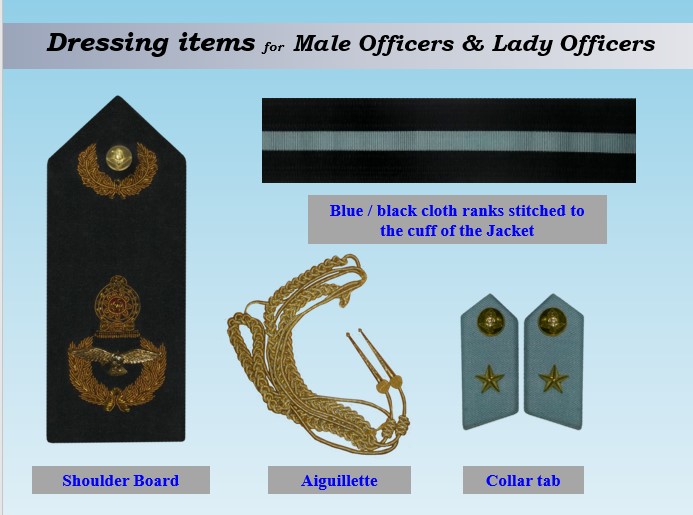 Dressing items for Male Officers & Lady Officers
Blue / black cloth ranks stitched to
the cuff of the Jacket
Shoulder Board
Aiguillette
Collar tab